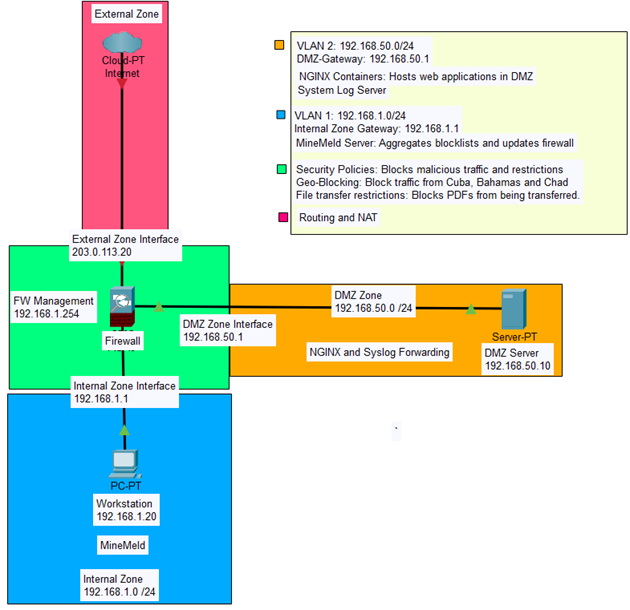 External Zone
Cloud-PT
Internet
VLAN 2: 192.168.50.0/24
DMZ-Gateway: 192.168.50.1
NGINX Containers: Hosts web applications in DMZ
System Log Server
VLAN 1: 192.168.1.0/24
Internal Zone Gateway: 192.168.1.1
MineMeld Server: Aggregates blocklists and updates firewall
Security Policies: Blocks malicious traffic and restrictions
Geo-Blocking: Block traffic from Cuba, Bahamas and Chad
File transfer restrictions: Blocks PDFs from being transferred.
Routing and NAT
External Zone Interface
203.0.113.20
FW Management
192.168.1.254
Firewall
DMZ Zone Interface
192.168.50.1
DMZ Zone
192.168.50.0 /24
NGINX and Syslog Forwarding
Server-PT
DMZ Server
192.168.50.10
Internal Zone Interface
192.168.1.1
PC-PT
Workstation
192.168.1.20
MineMeld
Internal Zone
192.168.1.0 /24